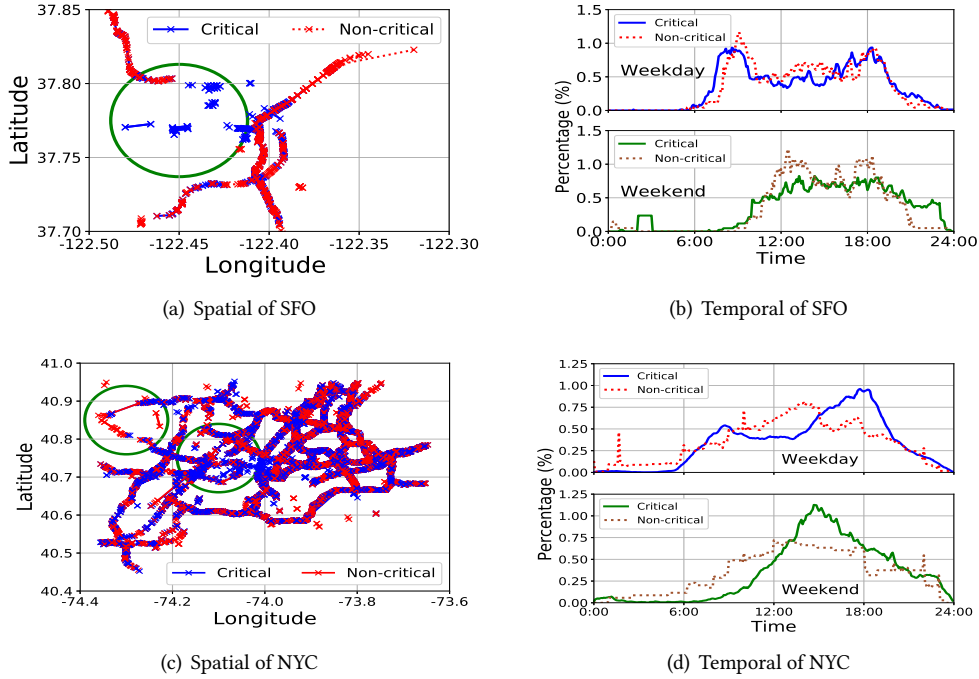 37.85
37.80
37.75
37.70
Latitude
Critical
Non-critical
-122.50
-122.45
-122.40
-122.35
-122.30
Longitude
(a) Spatial of SFO
1.5
1.0
0.5
0.0
Critical
Non-critical
Weekday
Percentage (%)
1.5
1.0
0.5
0.0
Critical
Non-critical
Weekend
0:00
6:00
12:00
18:00
24:00
Time
(b) Temporal of SFO
41.0
40.9
40.8
40.7
40.6
40.5
40.4
Latitude
Critical
Non-critical
-74.4
-74.2
-74.0
-73.8
-73.6
Longitude
(c) Spatial of NYC
1.25
1.00
0.75
0.50
0.25
0.00
Critical
Non-critical
Weekday
Percentage (%)
1.25
1.00
0.75
0.50
0.25
0.00
Critical
Non-critical
Weekend
0:00
6:00
12:00
18:00
24:00
Time
(d) Temporal of NYC